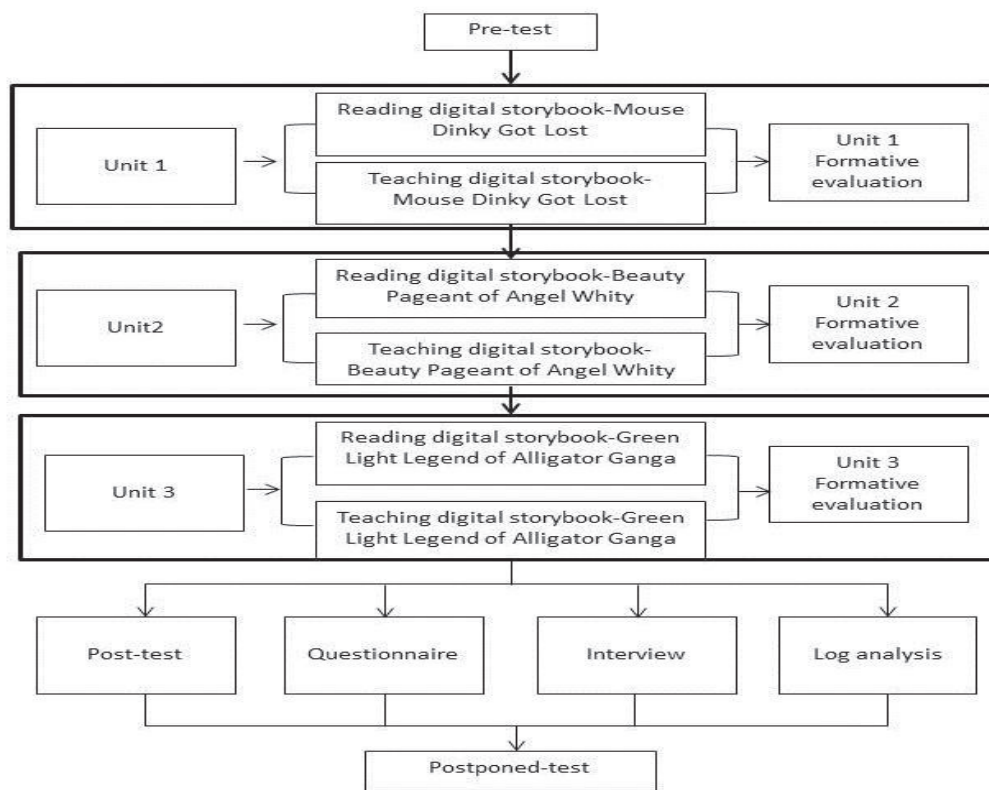 Pre-test
Unit 1
Reading digital storybook-Mouse
Dinky Got Lost
Teaching digital storybook-
Mouse Dinky Got Lost
Unit 1
Formative
evaluation
Unit2
Reading digital storybook-Beauty
Pageant of Angel Whity
Teaching digital storybook-
Beauty Pageant of Angel Whity
Unit 2
Formative
evaluation
Unit 3
Reading digital storybook-Green
Light Legend of Alligator Ganga
Teaching digital storybook-Green
Light Legend of Alligator Ganga
Unit 3
Formative
evaluation
Post-test
Questionnaire
Interview
Log analysis
Postponed-test